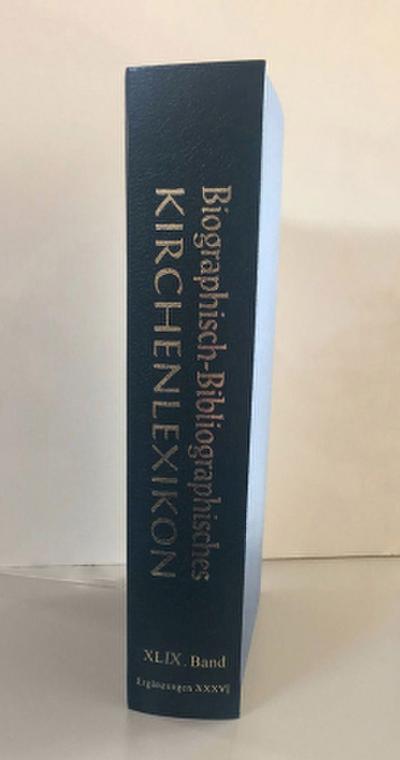 Biographisch-Bibliographisches
KIRCHENLEXIKON
XLIX. Band
Ergänzungen XXXVI